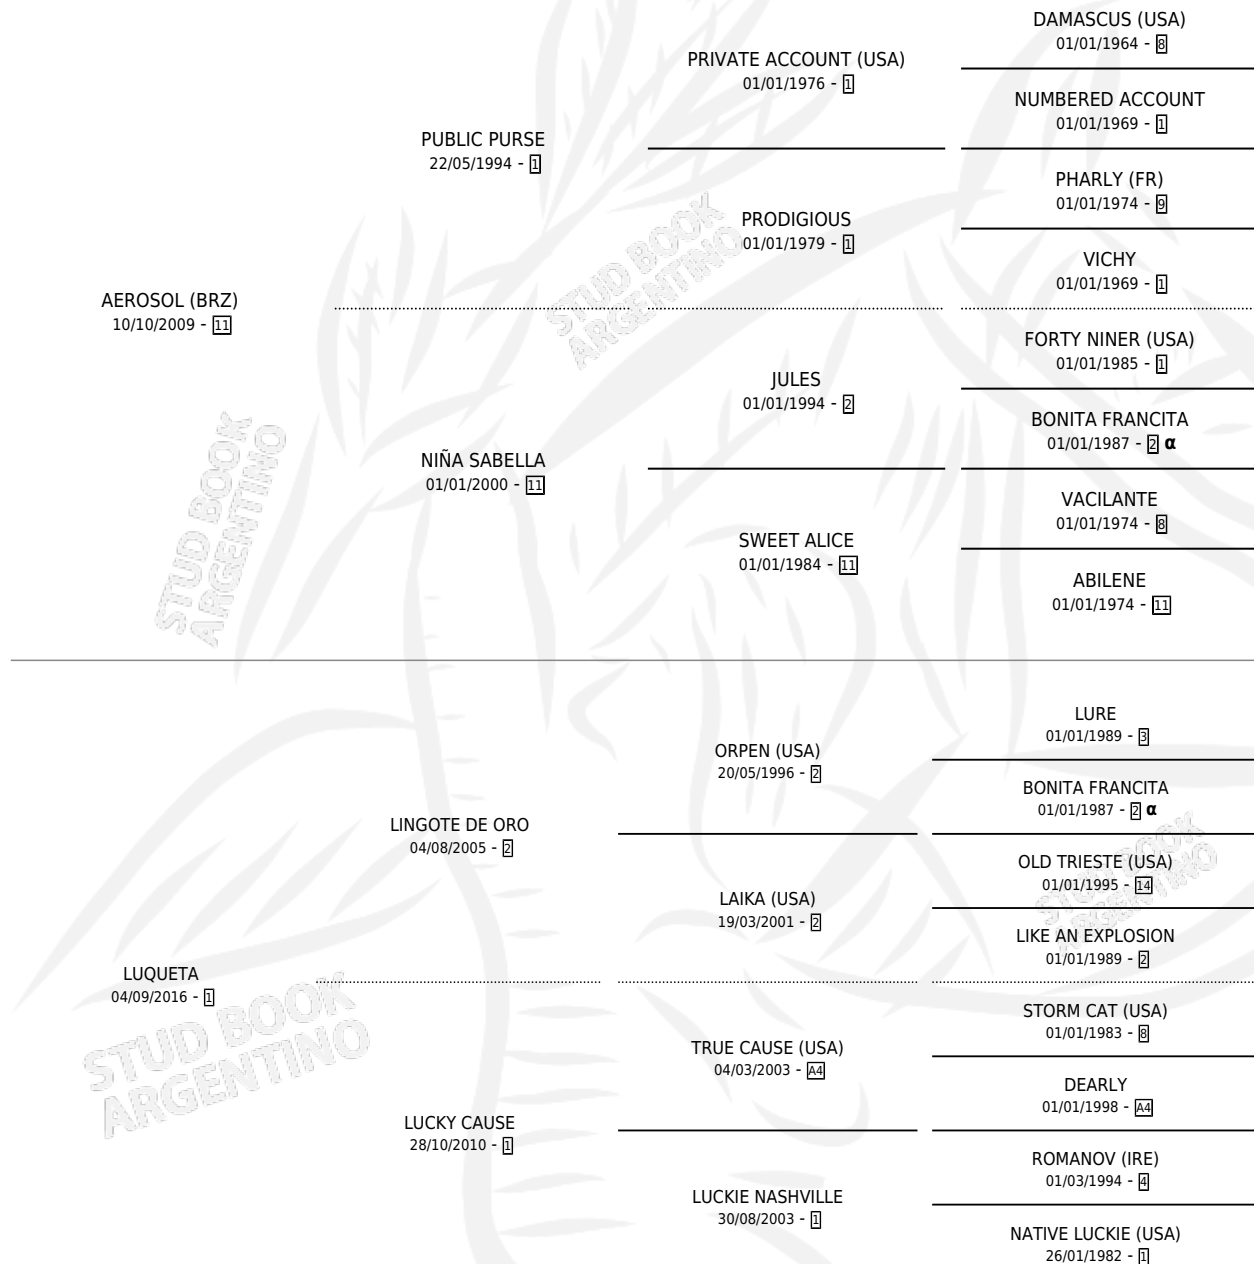 DAMASCUS (USA)
01/01/1964 - 8
PRIVATE ACCOUNT (USA)
01/01/1976 - 1
NUMBERED ACCOUNT
01/01/1969 - 1
PUBLIC PURSE
22/05/1994 - 1
PHARLY (FR)
01/01/1974 - 9
PRODIGIOUS
01/01/1979 - 1
VICHY
01/01/1969 - 1
AEROSOL (BRZ)
10/10/2009 - 11
FORTY NINER (USA)
01/01/1985 - 1
JULES
01/01/1994 - 2
BONITA FRANCITA
01/01/1987 - 2 α
NIÑA SABELLA
01/01/2000 - 11
VACILANTE
01/01/1974 - 8
SWEET ALICE
01/01/1984 - 11
ABILENE
01/01/1974 - 11
STUD BOOK
ARGENTINO
STUD BOOK
ARGENTINO
LURE
01/01/1989 - 3
ORPEN (USA)
20/05/1996 - 2
BONITA FRANCITA
01/01/1987 - 2 α
LINGOTE DE ORO
04/08/2005 - 2
OLD TRIESTE (USA)
01/01/1995 - 14
LAIKA (USA)
19/03/2001 - 2
LIKE AN EXPLOSION
01/01/1989 - 2
LUQUETA
04/09/2016 - 1
STORM CAT (USA)
01/01/1983 - 8
TRUE CAUSE (USA)
04/03/2003 - A4
DEARLY
01/01/1998 - A4
LUCKY CAUSE
28/10/2010 - 1
ROMANOV (IRE)
01/03/1994 - 4
LUCKIE NASHVILLE
30/08/2003 - 1
NATIVE LUCKIE (USA)
26/01/1982 - 1
STUD BOOK
ARGENTINO
STUD BOOK
ARGENTINO